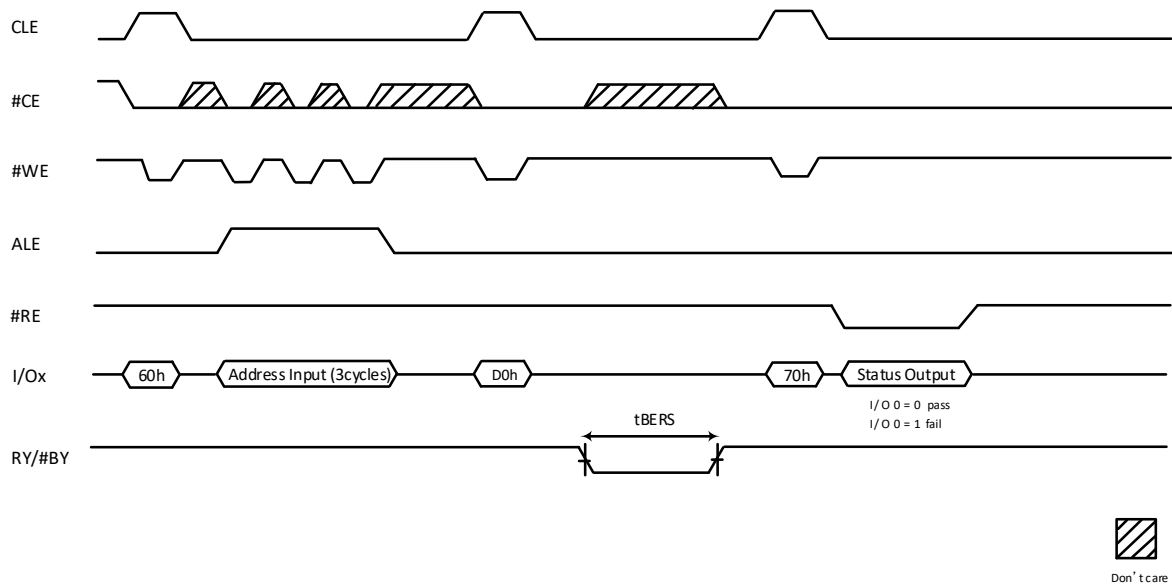 CLE
#CE
#WE
ALE
#RE
I/Ox
60h
Address Input (3cycles)
D0h
70h
Status Output
I/O 0 = 0 pass
I/O 0 = 1 fail
tBERS
RY/#BY
Don't care